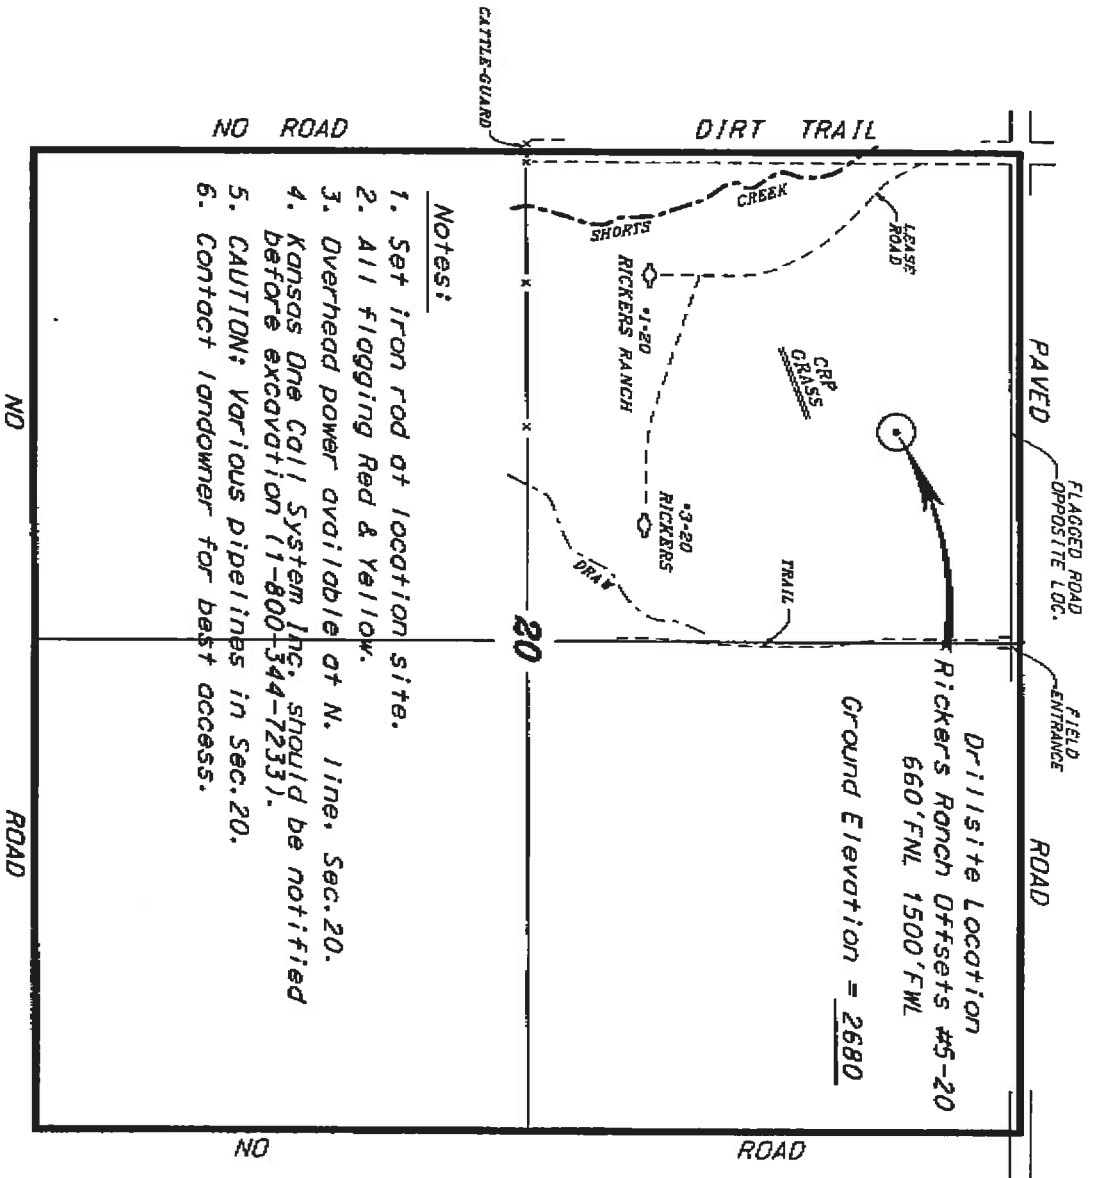 FLAGGED ROAD
OPPOSITE LOC.
FIELD
ENTRANCE
PAVED
ROAD
Drillsite Location
Rickers Ranch Offsets #5-20
660'FNL 1500'FWL
Ground Elevation = 2680
LEASE
ROAD
CRP
GRASS
TRAIL
DIRT TRAIL
CREEK
SHORTS
*1-20
RICKERS RANCH
*3-20
RICKERS
DRAW
20
CATTLE-GUARD
NO ROAD
Notes:
1. Set iron rod at location site.
2. All flagging Red & Yellow.
3. Overhead power available at N. line, Sec.20.
4. Kansas One Call System Inc. should be notified
before excavation (1-800-344-7233).
5. CAUTION: Various pipelines in Sec.20.
6. Contact landowner for best access.
ROAD
NO
NO
ROAD